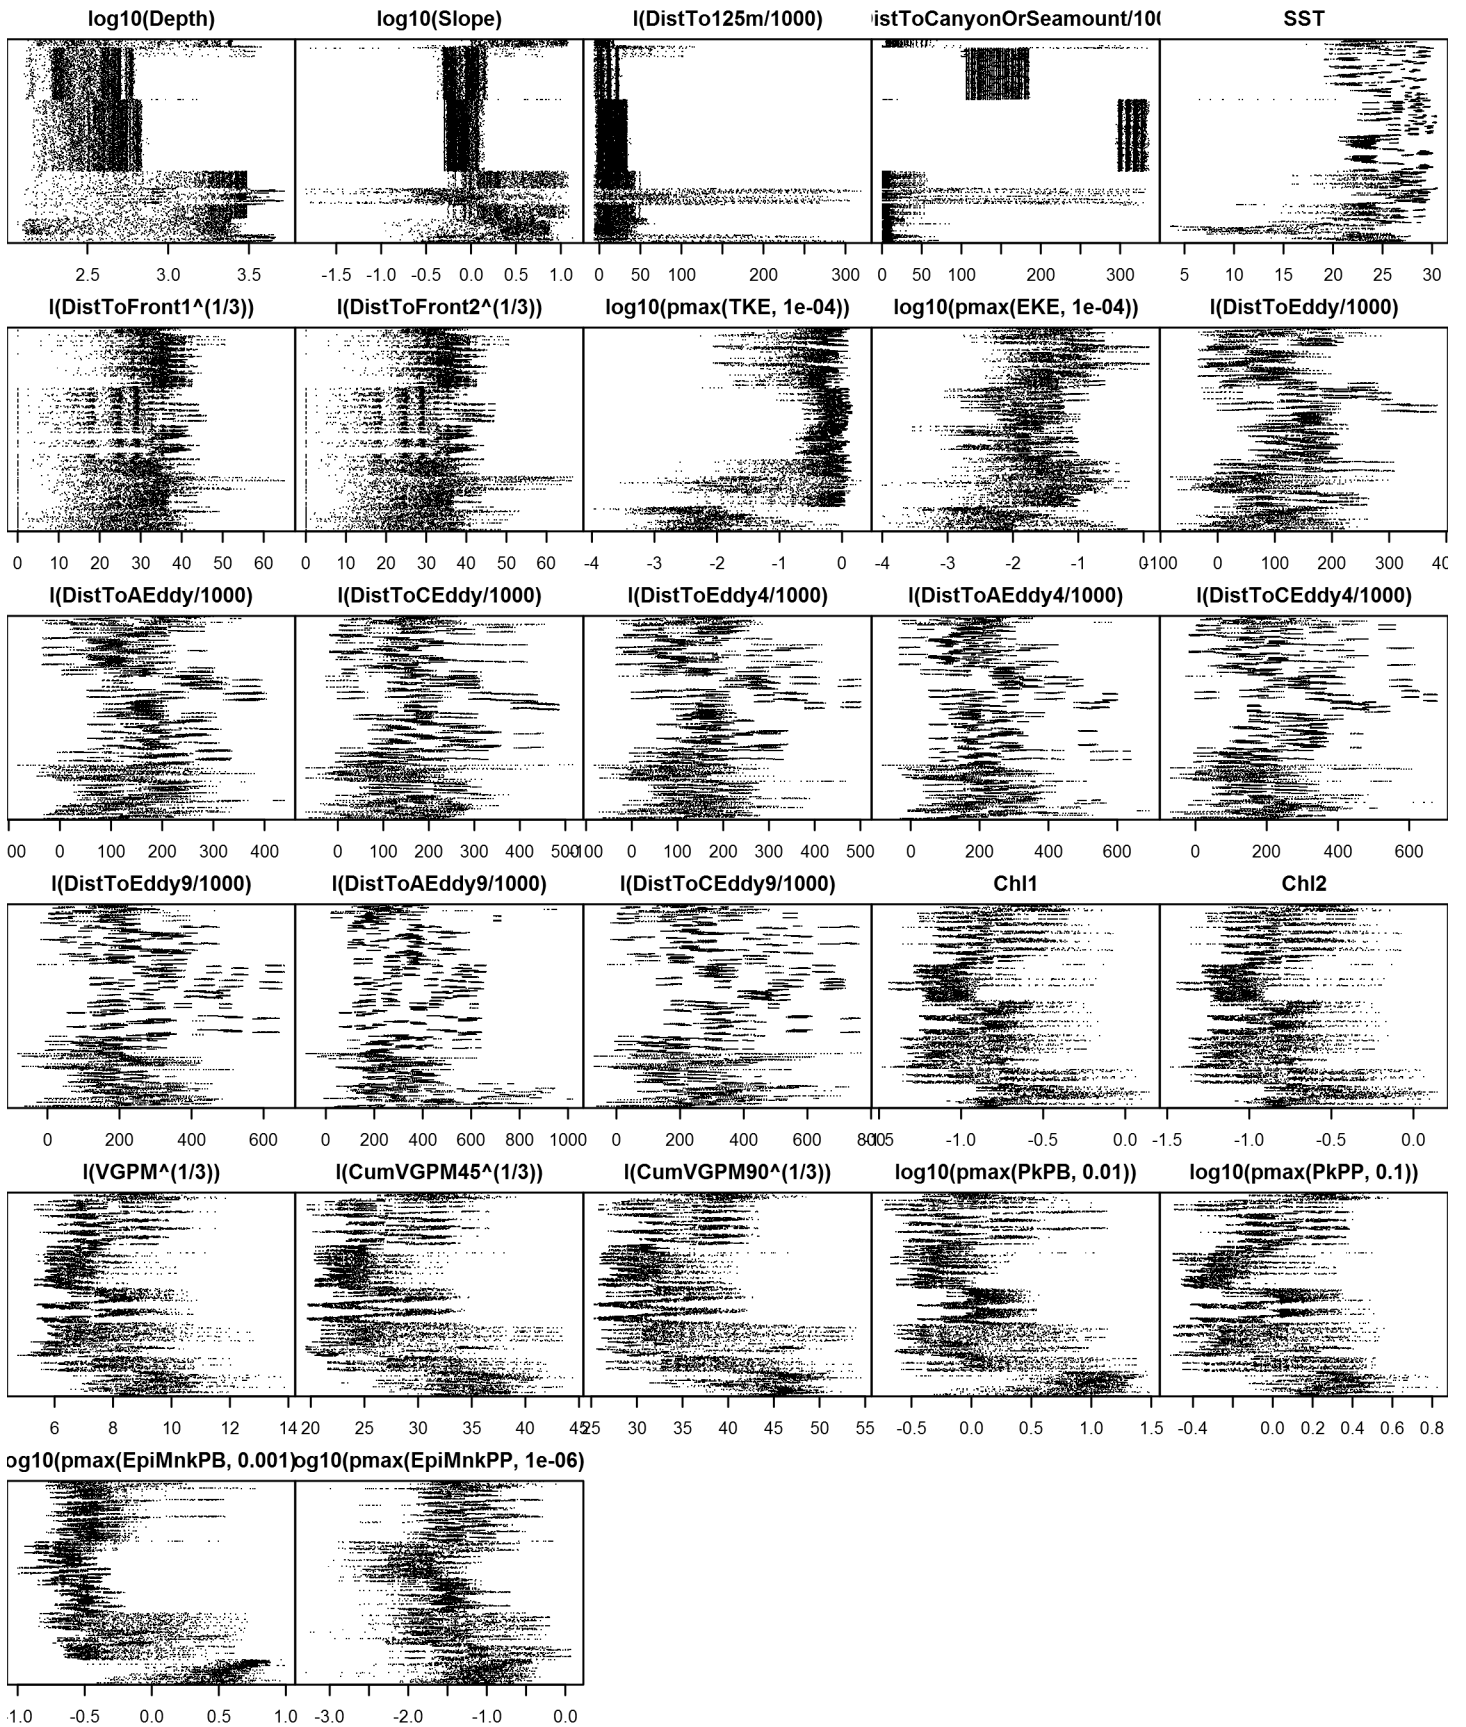 log10(Depth) log10(Slope) I(DistTo125m/1000) istToCanyonOrSeamount/100 SST
2.5 3.0 3.5 -1.5 -1.0 -0.5 0.0 0.5 1.0 0 50 100 200 300 0 100 200 300 5 10 15 20 25 30
I(DistToFront1^(1/3)) I(DistToFront2^(1/3)) log10(pmax(TKE, 1e-04)) log10(pmax(EKE, 1e-04)) I(DistToEddy/1000)
0 10 20 30 40 50 60 0 10 20 30 40 50 60 -4 -3 -2 -1 0 -4 -3 -2 -1 0 -100 0 100 200 300 40
I(DistToAEddy/1000) I(DistToCEddy/1000) I(DistToEddy4/1000) I(DistToAEddy4/1000) I(DistToCEddy4/1000)
00 0 100 200 300 400 0 100 200 300 400 500 -100 0 100 200 300 400 500 0 200 400 600 0 200 400 600
I(DistToEddy9/1000) I(DistToAEddy9/1000) I(DistToCEddy9/1000) Chl1 Chl2
0 200 400 600 0 200 400 600 800 1000 0 200 400 600 800 -1.5 -1.0 -0.5 0.0 -1.5 -1.0 -0.5 0.0
I(VGPM^(1/3)) I(CumVGPM45^(1/3)) I(CumVGPM90^(1/3)) log10(pmax(PkPB, 0.01)) log10(pmax(PkPP, 0.1))
6 8 10 12 14 20 25 30 35 40 45 25 30 35 40 45 50 55 -0.5 0.0 0.5 1.0 1.5 -0.4 0.0 0.2 0.4 0.6 0.8
og10(pmax(EpiMnkPB, 0.001) og10(pmax(EpiMnkPP, 1e-06)
-1.0 -0.5 0.0 0.5 1.0 -3.0 -2.0 -1.0 0.0